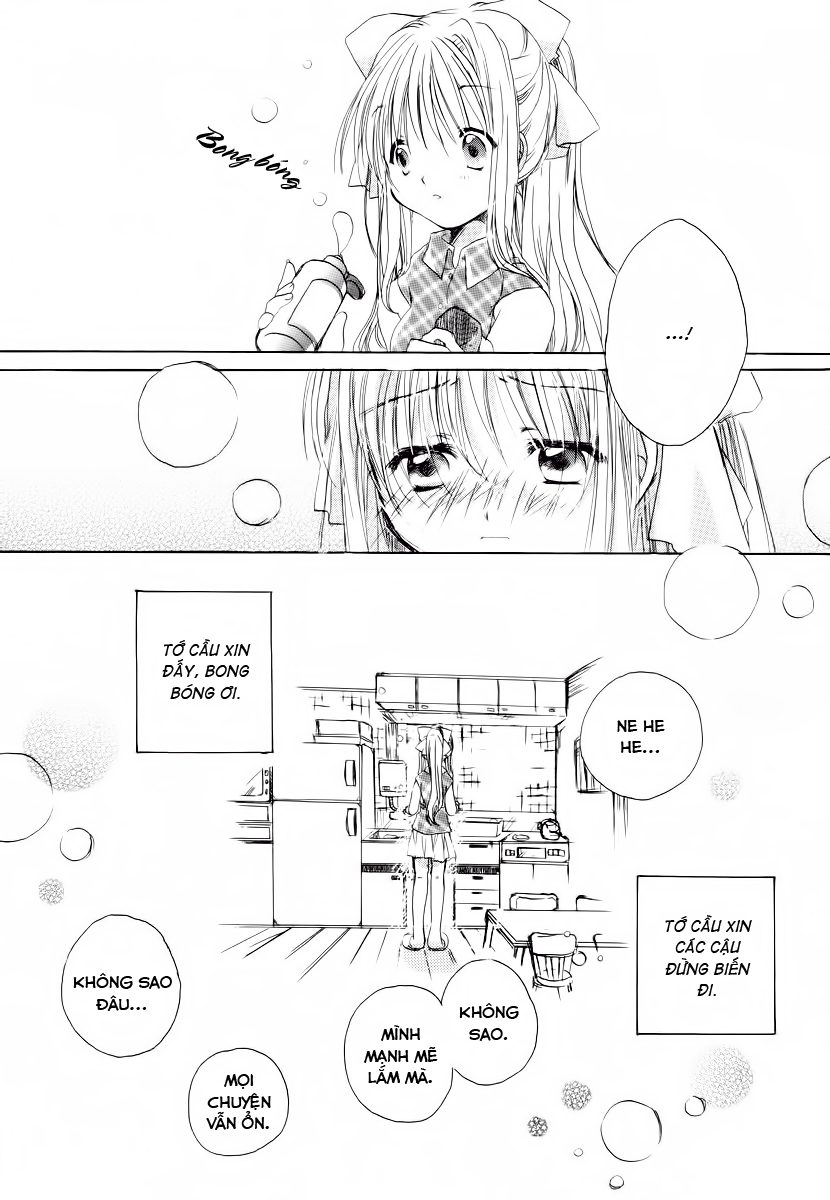 Bong bóng
...!
TỚ CẦU XIN
ĐẤY, BONG
BÓNG ƠI.
NE HE
HE...
TỚ CẦU XIN
CÁC CẬU
ĐỪNG BIẾN
ĐI.
KHÔNG SAO
ĐÂU...
KHÔNG
SAO.
MÌNH
MẠNH MẼ
LẮM MÀ.
MỌI
CHUYỆN
VẪN ỔN.